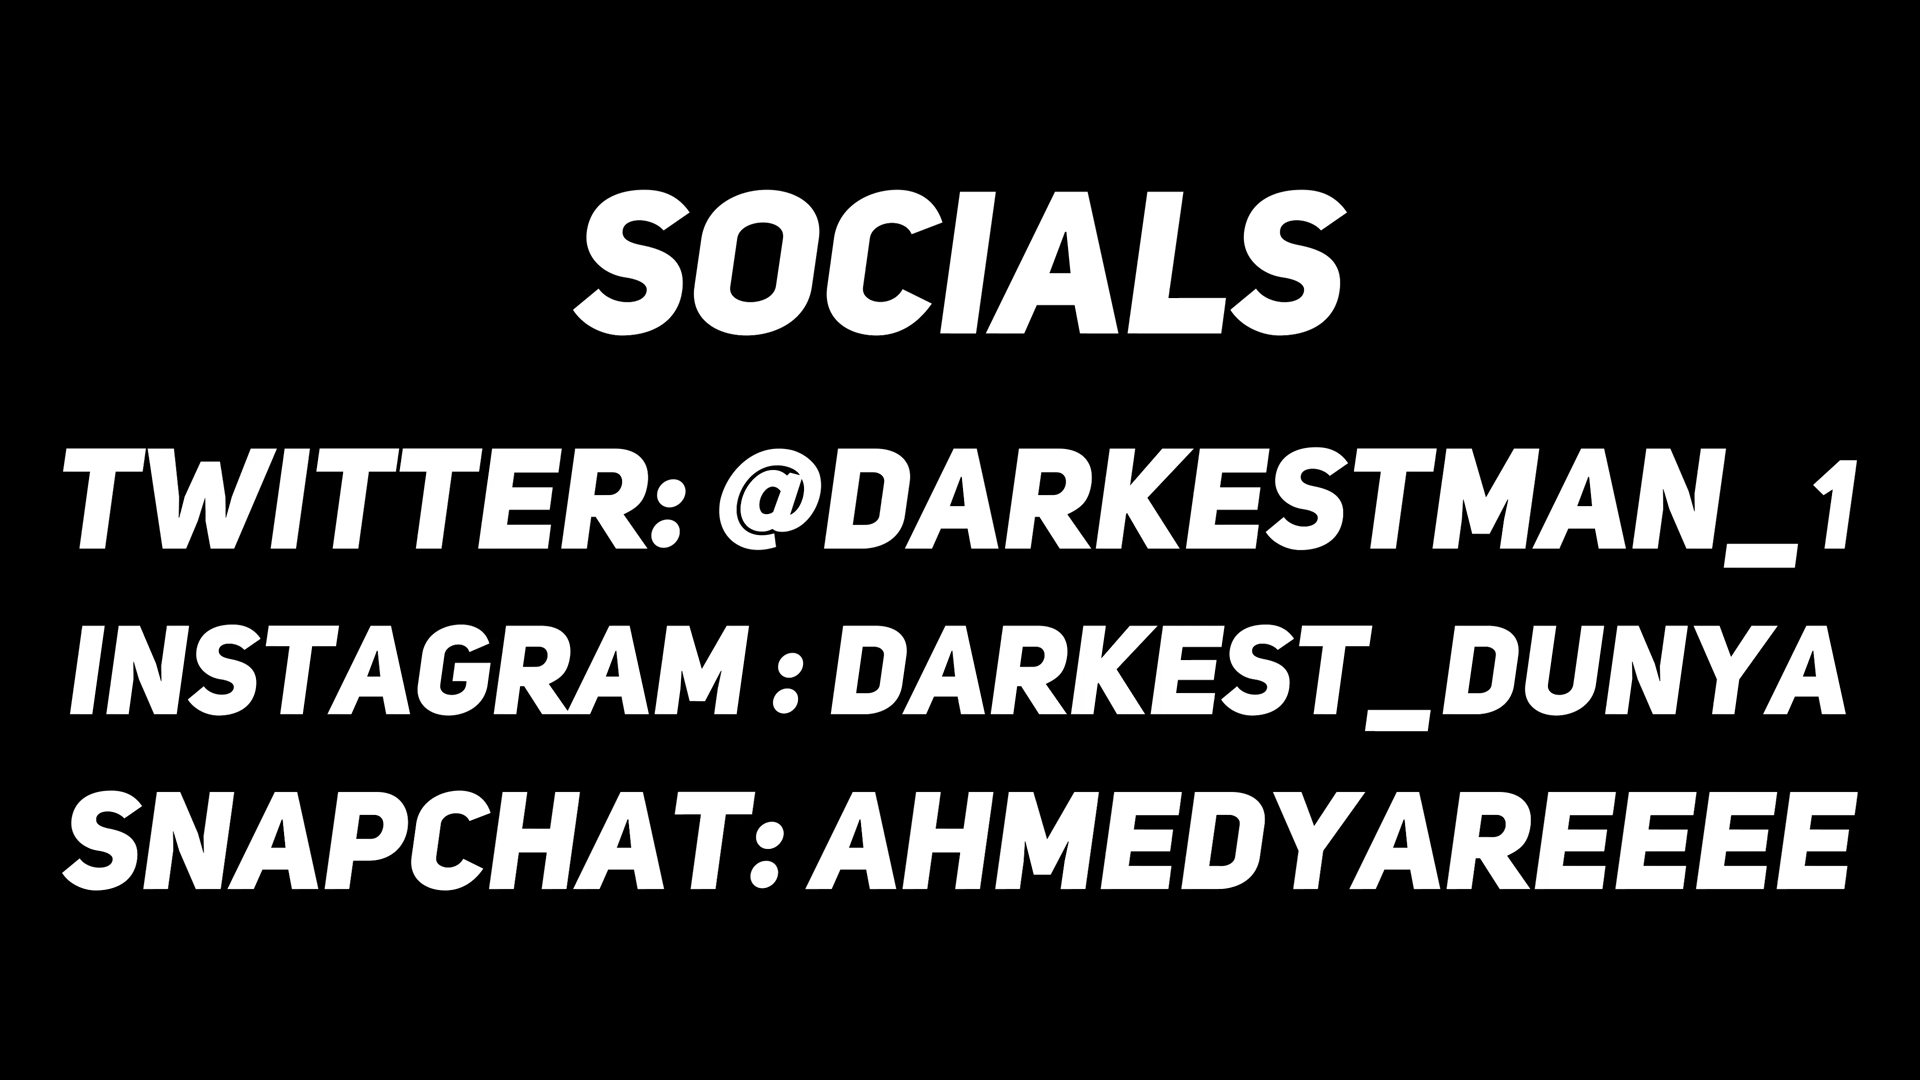 SOCIALS
TWITTER: @DARKESTMAN_1
INSTAGRAM : DARKEST_DUNYA
SNAPCHAT: AHMEDYAREEEE